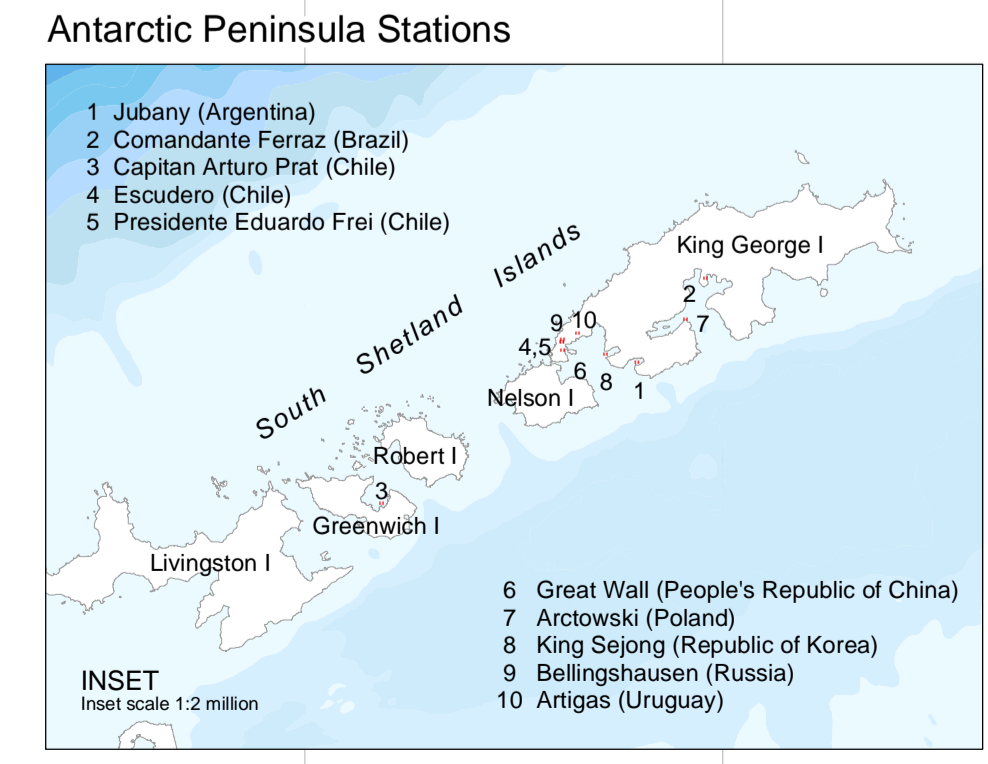 Antarctic Peninsula Stations
1 Jubany (Argentina)
2 Comandante Ferraz (Brazil)
3 Capitan Arturo Prat (Chile)
4 Escudero (Chile)
5 Presidente Eduardo Frei (Chile)
South Shetland Islands
King George I
2
7
9
10
4,5
6
8
1
Nelson I
Robert I
3
Greenwich I
Livingston I
6 Great Wall (People's Republic of China)
7 Arctowski (Poland)
8 King Sejong (Republic of Korea)
9 Bellingshausen (Russia)
10 Artigas (Uruguay)
INSET
Inset scale 1:2 million